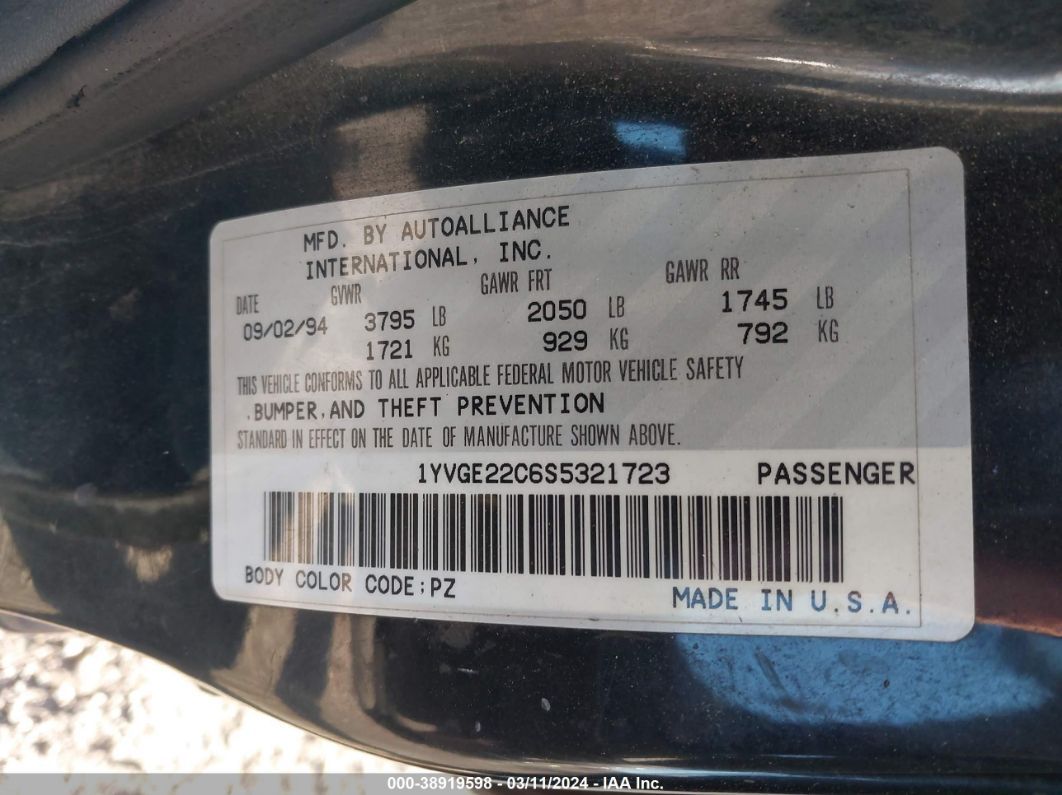 MFD. BY AUTOALLIANCE
INTERNATIONAL, INC.
DATE GVWR GAWR FRT GAWR RR
09/02/94 3795 LB 2050 LB 1745 LB
1721 KG 929 KG 792 KG
THIS VEHICLE CONFORMS TO ALL APPLICABLE FEDERAL MOTOR VEHICLE SAFETY
,BUMPER,AND THEFT PREVENTION
STANDARD IN EFFECT ON THE DATE OF MANUFACTURE SHOWN ABOVE.
1YVGE22C6S5321723 PASSENGER
BODY COLOR CODE;PZ
MADE IN U.S.A.
000-38919598 - 03/11/2024 - IAA Inc.